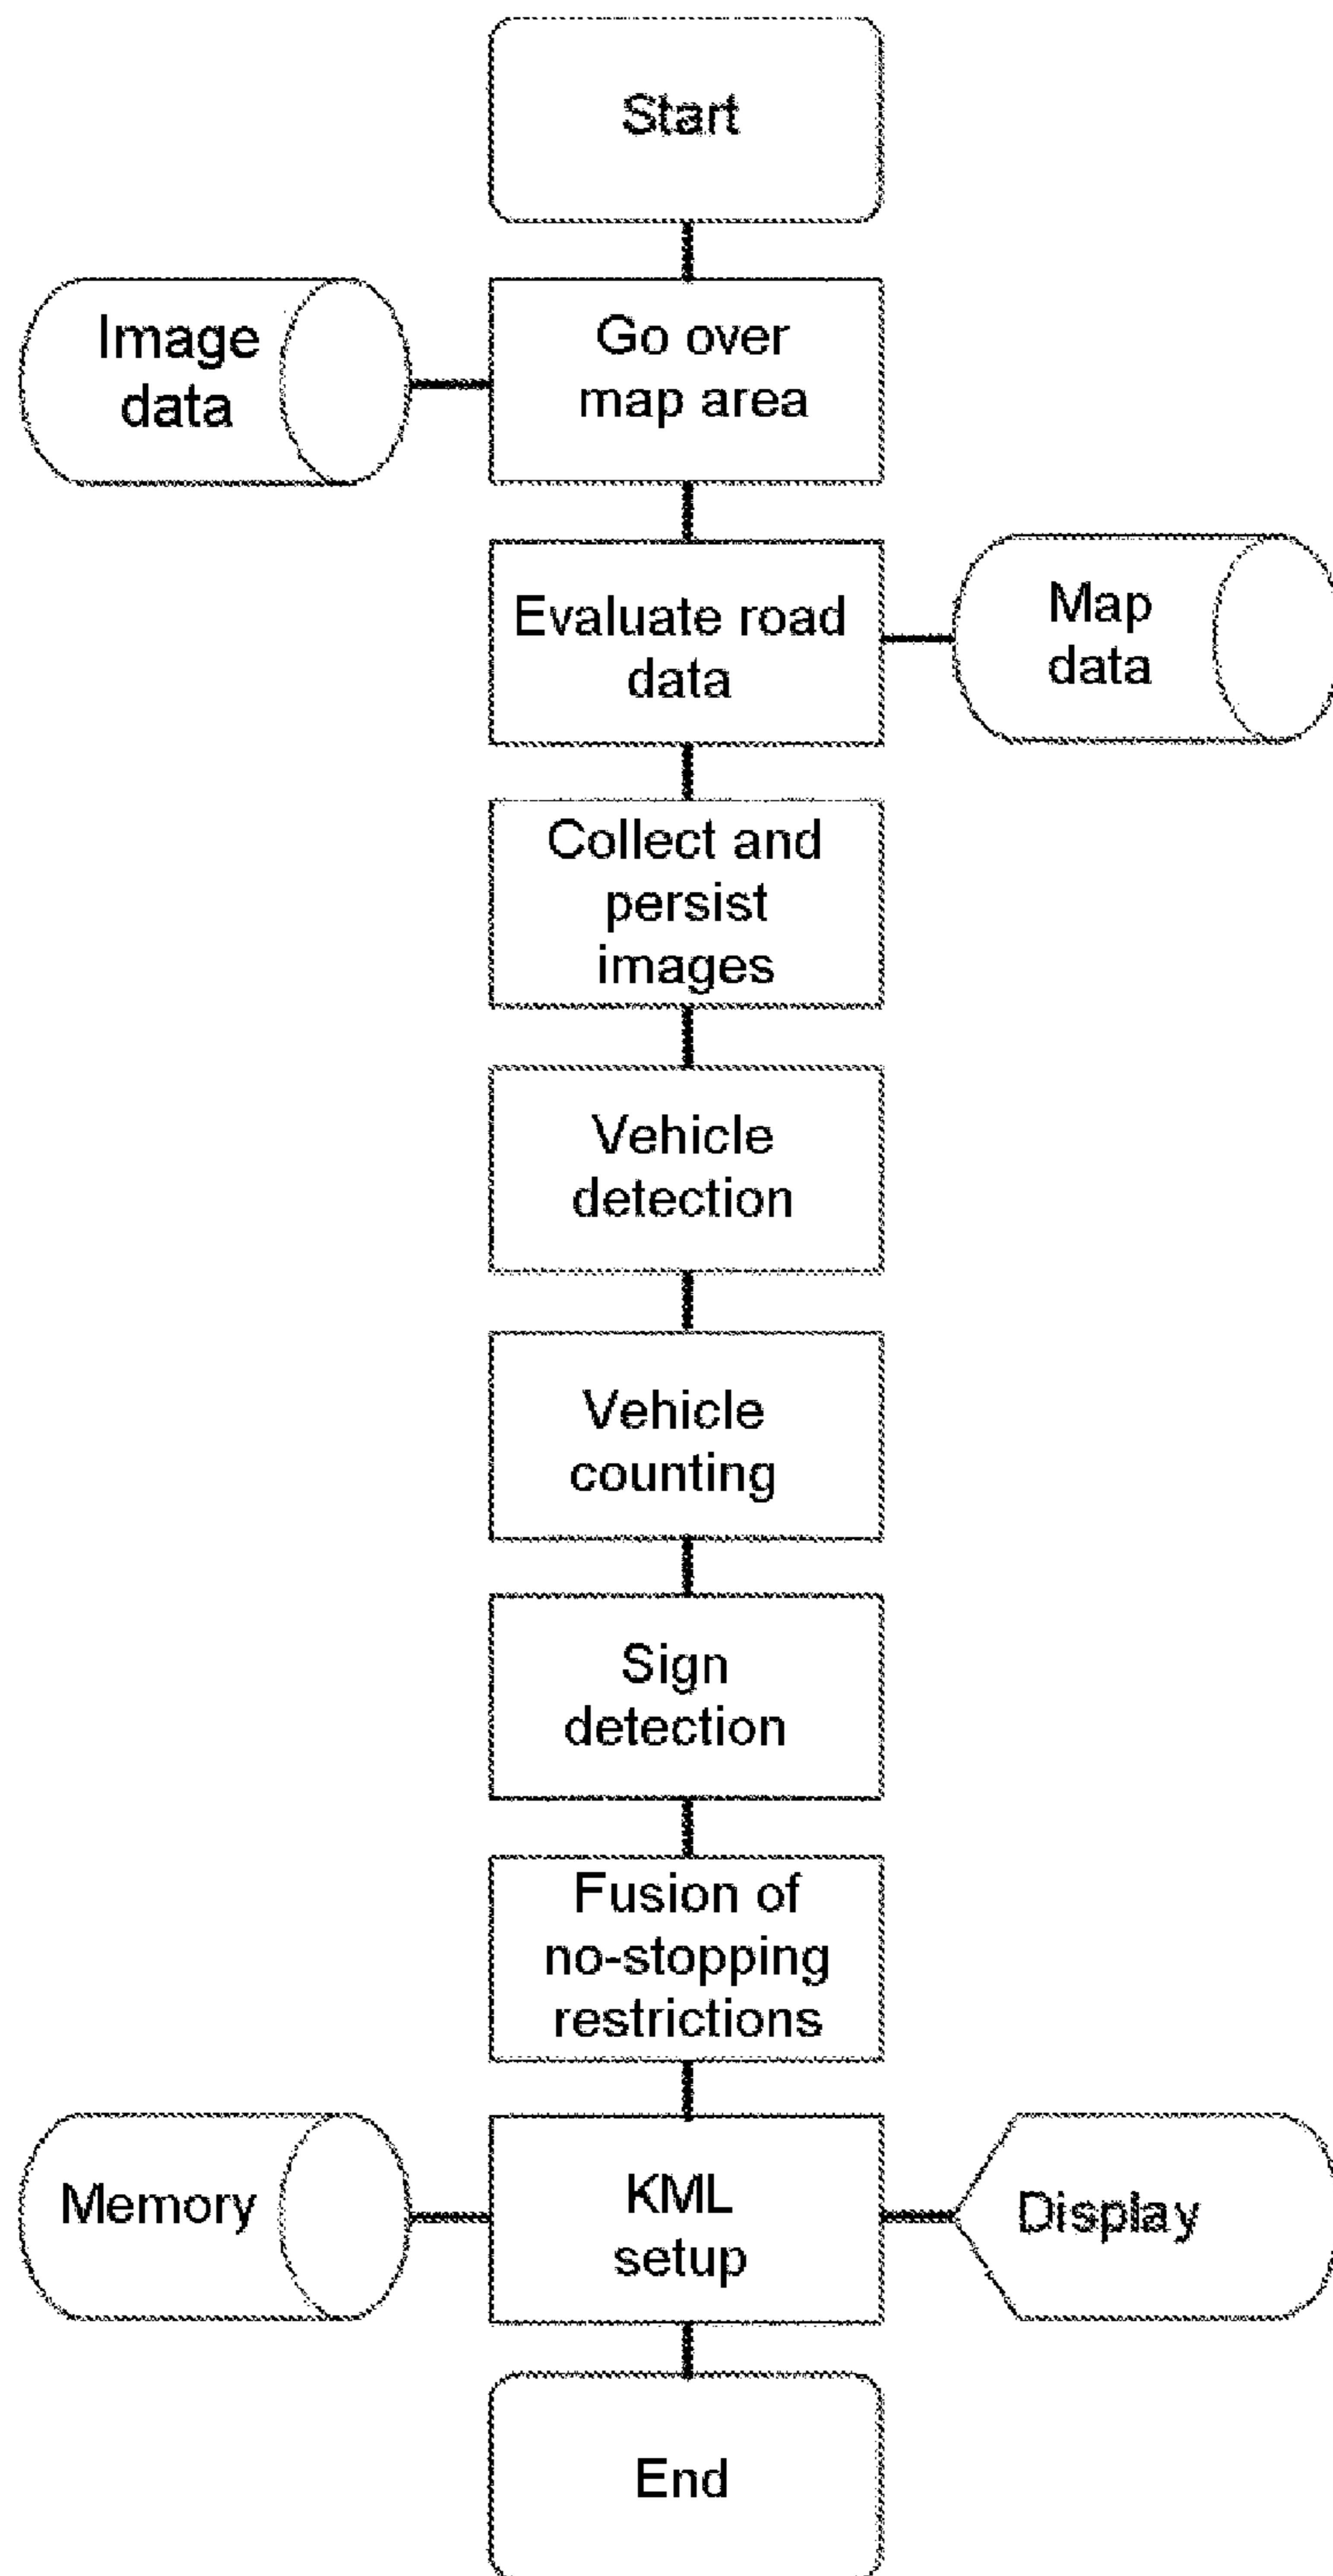 Start
Image
data
Go over
map area
Evaluate road
data
Map
data
Collect and
persist
images
Vehicle
detection
Vehicle
counting
Sign
detection
Fusion of
no-stopping
restrictions
Memory
KML
setup
Display
End